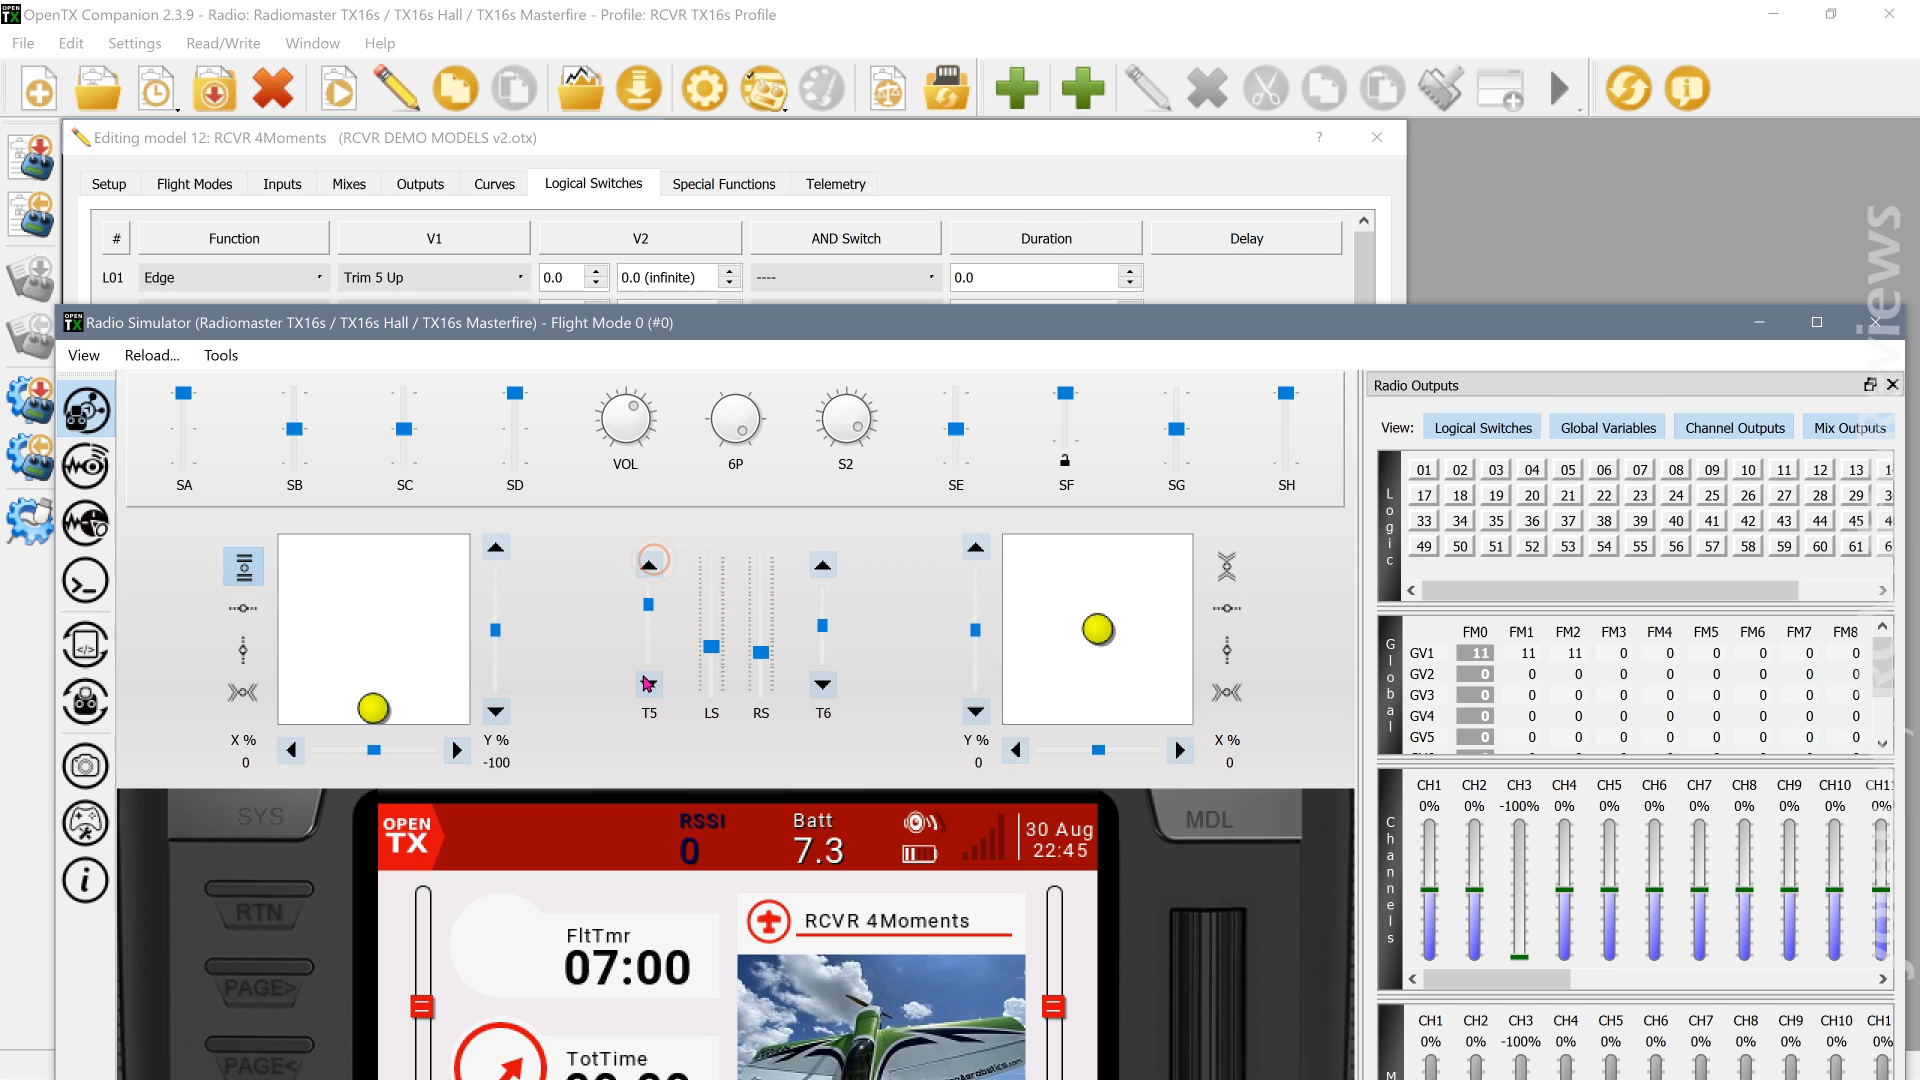 OpenTX Companion 2.3.9 - Radio: Radiomaster TX16s / TX16s Hall / TX16s Masterfire - Profile: RCVR TX16s Profile
File Edit Settings Read/Write Window Help
Editing model 12: RCVR 4Moments (RCVR DEMO MODELS v2.otx)
Setup Flight Modes Inputs Mixes Outputs Curves Logical Switches Special Functions Telemetry
# Function V1 V2 AND Switch Duration Delay
L01 Edge Trim 5 Up 0.0 0.0 (infinite) ---- 0.0
OPEN TX Radio Simulator (Radiomaster TX16s / TX16s Hall / TX16s Masterfire) - Flight Mode 0 (#0)
View Reload... Tools
VOL 6P S2
SA SB SC SD SE SF SG SH
T5 LS RS T6
X % Y % Y % X %
0 -100 0 0
Radio Outputs
View: Logical Switches Global Variables Channel Outputs Mix Outputs
Logic
01 02 03 04 05 06 07 08 09 10 11 12 13
17 18 19 20 21 22 23 24 25 26 27 28 29
33 34 35 36 37 38 39 40 41 42 43 44 45
49 50 51 52 53 54 55 56 57 58 59 60 61
Global
FM0 FM1 FM2 FM3 FM4 FM5 FM6 FM7 FM8
GV1 11 11 11 0 0 0 0 0 0
GV2 0 0 0 0 0 0 0 0 0
GV3 0 0 0 0 0 0 0 0 0
GV4 0 0 0 0 0 0 0 0 0
GV5 0 0 0 0 0 0 0 0 0
Channels
CH1 CH2 CH3 CH4 CH5 CH6 CH7 CH8 CH9 CH10 CH11
0% 0% -100% 0% 0% 0% 0% 0% 0% 0% 0%
CH1 CH2 CH3 CH4 CH5 CH6 CH7 CH8 CH9 CH10 CH1
0% 0% -100% 0% 0% 0% 0% 0% 0% 0% 0%
M
SYS
RTN
PAGE>
PAGE<
MDL
OPEN
TX
RSSI
0
Batt
7.3
30 Aug
22:45
FltTmr
07:00
TotTime
RCVR 4Moments